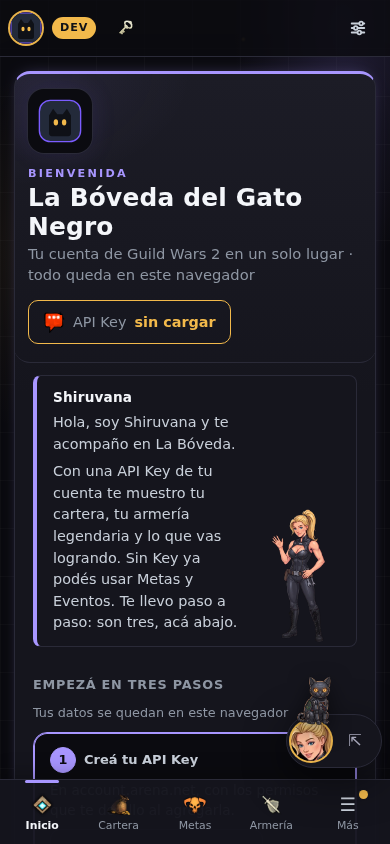 DEV
BIENVENIDA
La Bóveda del Gato
Negro
Tu cuenta de Guild Wars 2 en un solo lugar ·
todo queda en este navegador
API Key sin cargar
Shiruvana
Hola, soy Shiruvana y te
acompaño en La Bóveda.
Con una API Key de tu
cuenta te muestro tu
cartera, tu armería
legendaria y lo que vas
logrando. Sin Key ya
podés usar Metas y
Eventos. Te llevo paso a
paso: son tres, acá abajo.
EMPEZÁ EN TRES PASOS
Tus datos se quedan en este navegador
1 Creá tu API Key
Inicio Cartera Metas Armería Más